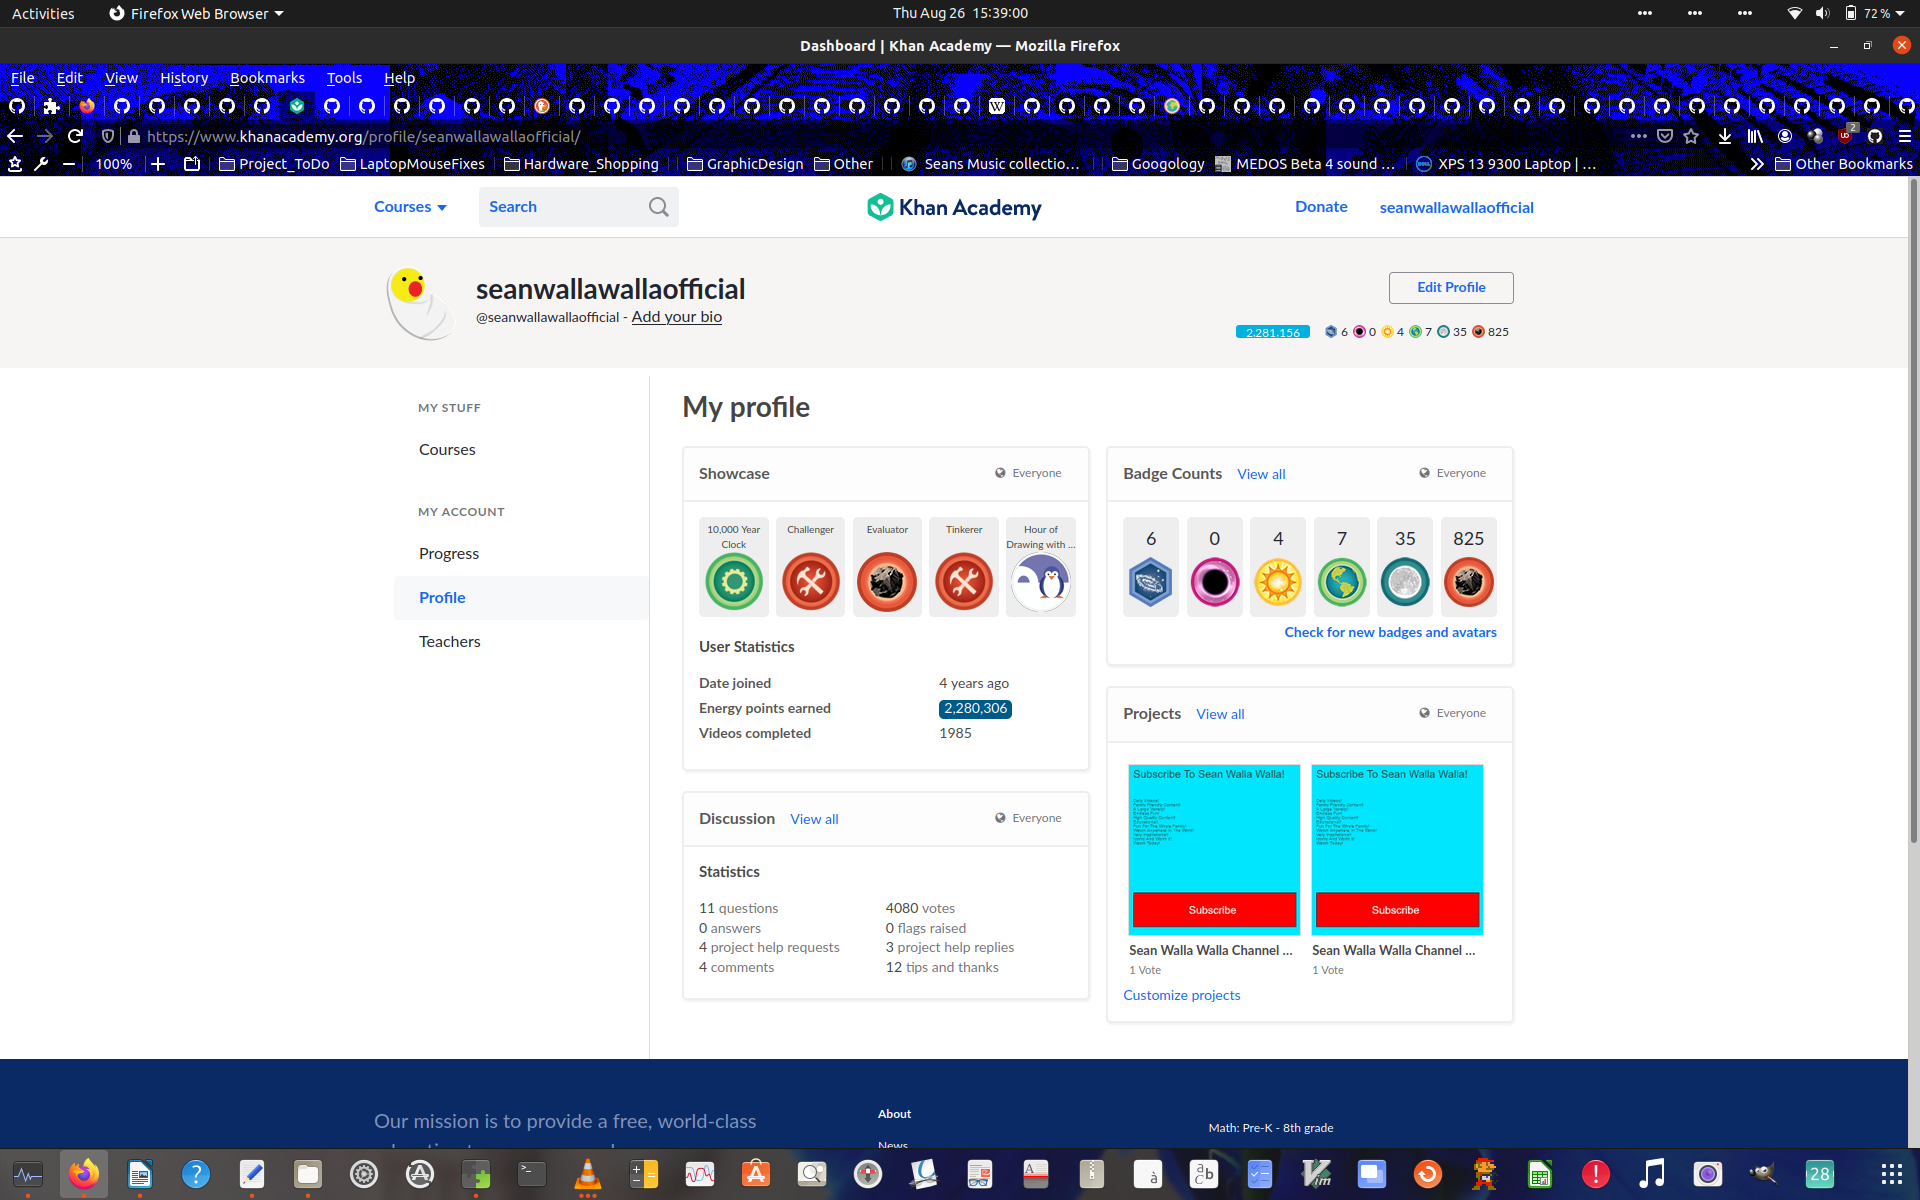 Activities
Firefox Web Browser
Thu Aug 26 15:39:00
72 %
Dashboard | Khan Academy — Mozilla Firefox
File Edit View History Bookmarks Tools Help
https://www.khanacademy.org/profile/seanwallawallaofficial/
2
100%
Project_ToDo
LaptopMouseFixes
Hardware_Shopping
GraphicDesign
Other
Seans Music collectio…
Googology
MEDOS Beta 4 sound …
XPS 13 9300 Laptop | …
Other Bookmarks
Courses
Search
Khan Academy
Donate
seanwallawallaofficial
seanwallawallaofficial
@seanwallawallaofficial - Add your bio
Edit Profile
2,281,156
6 0 4 7 35 825
MY STUFF
Courses
MY ACCOUNT
Progress
Profile
Teachers
My profile
Showcase
Everyone
10,000 Year Clock
Challenger
Evaluator
Tinkerer
Hour of Drawing with ...
User Statistics
Date joined 4 years ago
Energy points earned 2,280,306
Videos completed 1985
Discussion View all
Everyone
Statistics
11 questions
4080 votes
0 answers
0 flags raised
4 project help requests
3 project help replies
4 comments
12 tips and thanks
Badge Counts View all
Everyone
6 0 4 7 35 825
Check for new badges and avatars
Projects View all
Everyone
Subscribe To Sean Walla Walla!
Subscribe
Sean Walla Walla Channel ...
1 Vote
Subscribe To Sean Walla Walla!
Subscribe
Sean Walla Walla Channel ...
1 Vote
Customize projects
Our mission is to provide a free, world-class
About
News
Math: Pre-K - 8th grade
28